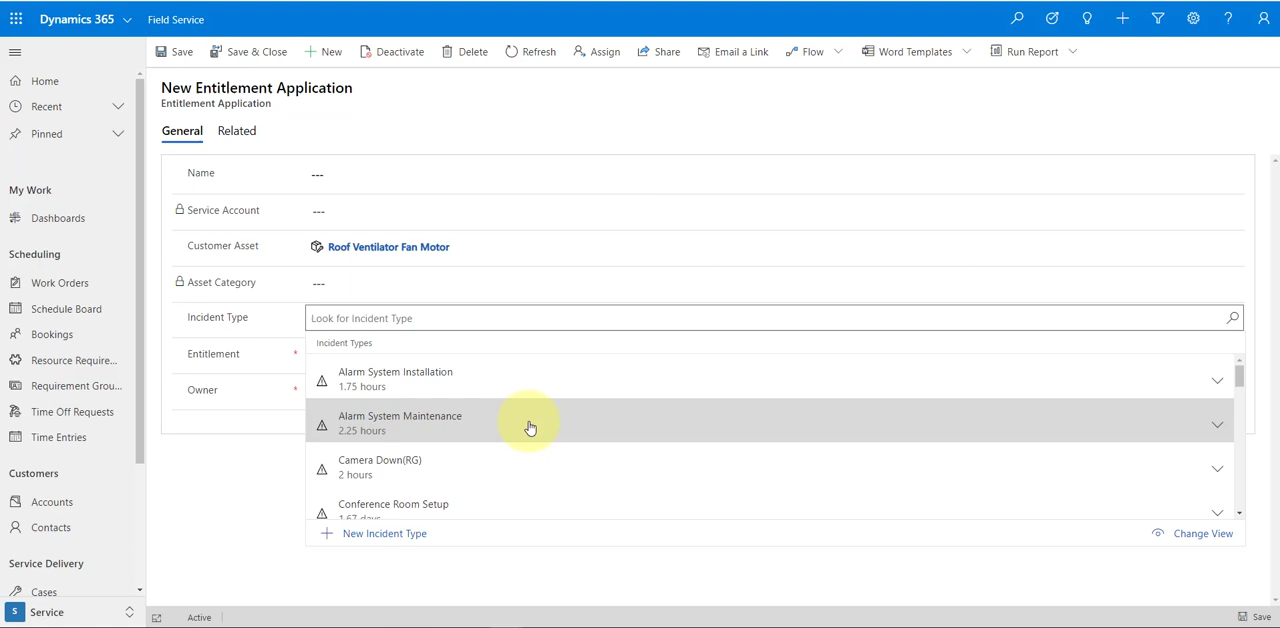 Dynamics 365
Field Service
Save
Save & Close
New
Deactivate
Delete
Refresh
Assign
Share
Email a Link
Flow
Word Templates
Run Report
Home
Recent
Pinned
My Work
Dashboards
Scheduling
Work Orders
Schedule Board
Bookings
Resource Require...
Requirement Grou...
Time Off Requests
Time Entries
Customers
Accounts
Contacts
Service Delivery
Cases
S
Service
New Entitlement Application
Entitlement Application
General
Related
Name
---
Service Account
---
Customer Asset
Roof Ventilator Fan Motor
Asset Category
---
Incident Type
Look for Incident Type
Entitlement *
Owner *
Incident Types
Alarm System Installation
1.75 hours
Alarm System Maintenance
2.25 hours
Camera Down(RG)
2 hours
Conference Room Setup
1.67 days
New Incident Type
Change View
Active
Save